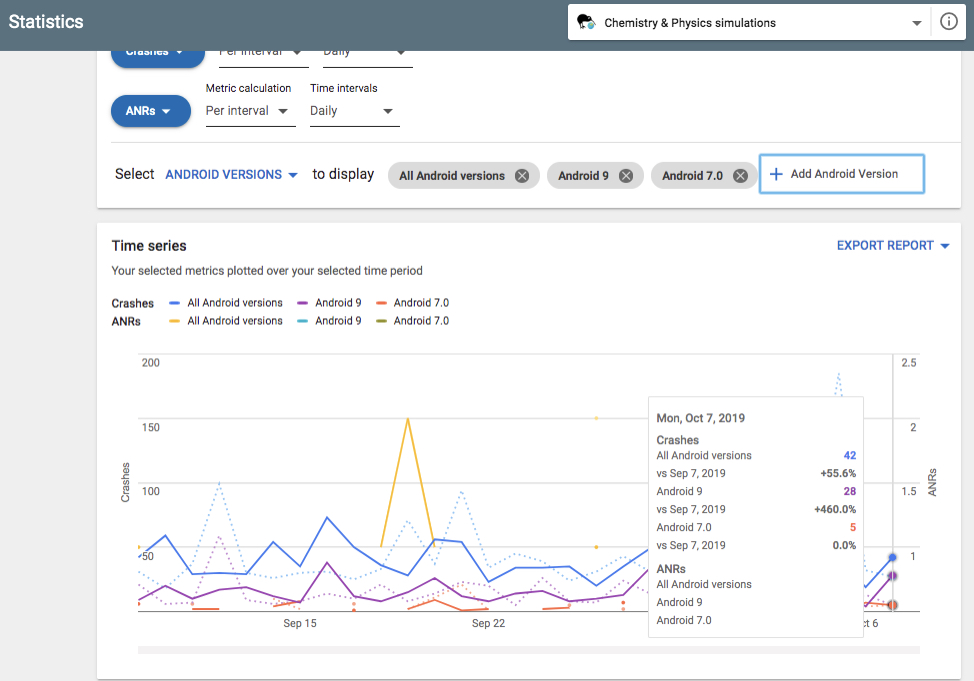 Statistics
Chemistry & Physics simulations
Crashes Per interval Daily
Metric calculation Time intervals
ANRs Per interval Daily
Select ANDROID VERSIONS to display All Android versions Android 9 Android 7.0 Add Android Version
Time series EXPORT REPORT
Your selected metrics plotted over your selected time period
Crashes All Android versions Android 9 Android 7.0
ANRs All Android versions Android 9 Android 7.0
200 2.5
150 2
100 1.5
50 1
Crashes
ANRs
Mon, Oct 7, 2019
Crashes
All Android versions 42
vs Sep 7, 2019 +55.6%
Android 9 28
vs Sep 7, 2019 +460.0%
Android 7.0 5
vs Sep 7, 2019 0.0%
ANRs
All Android versions
Android 9
Android 7.0
Sep 15 Sep 22 ct 6